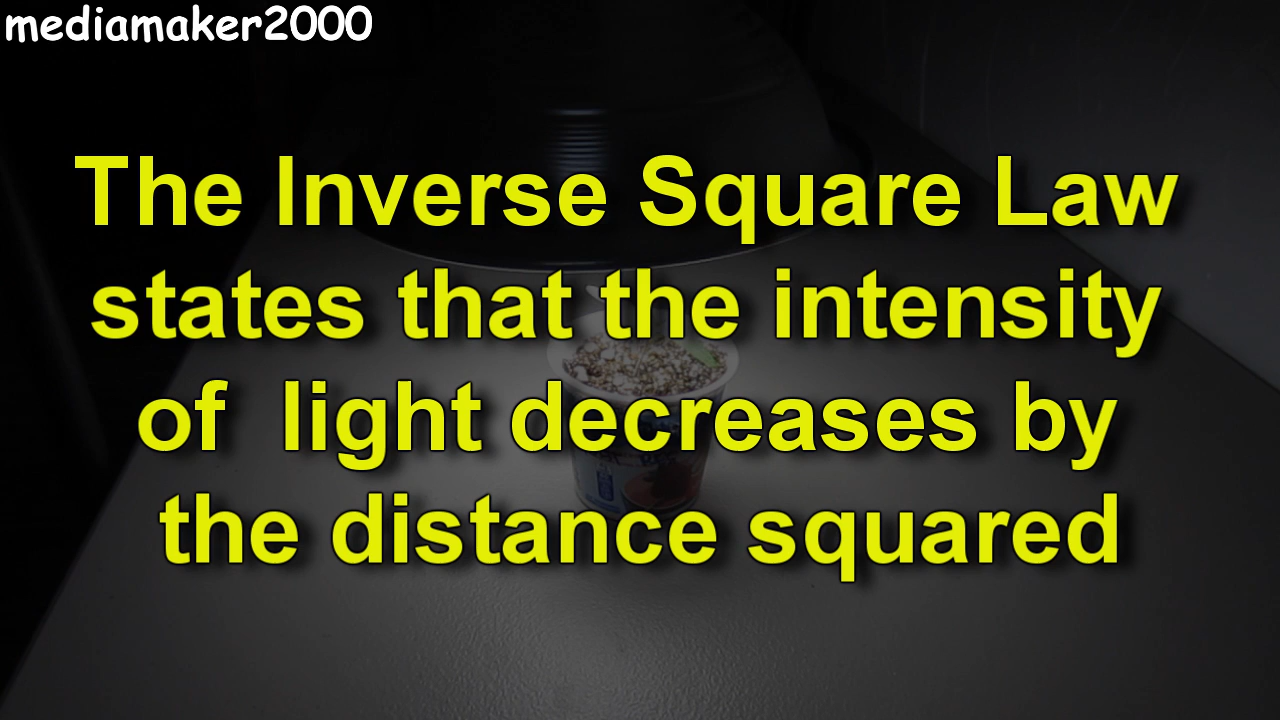 mediamaker2000
The Inverse Square Law
states that the intensity
of  light decreases by
the distance squared